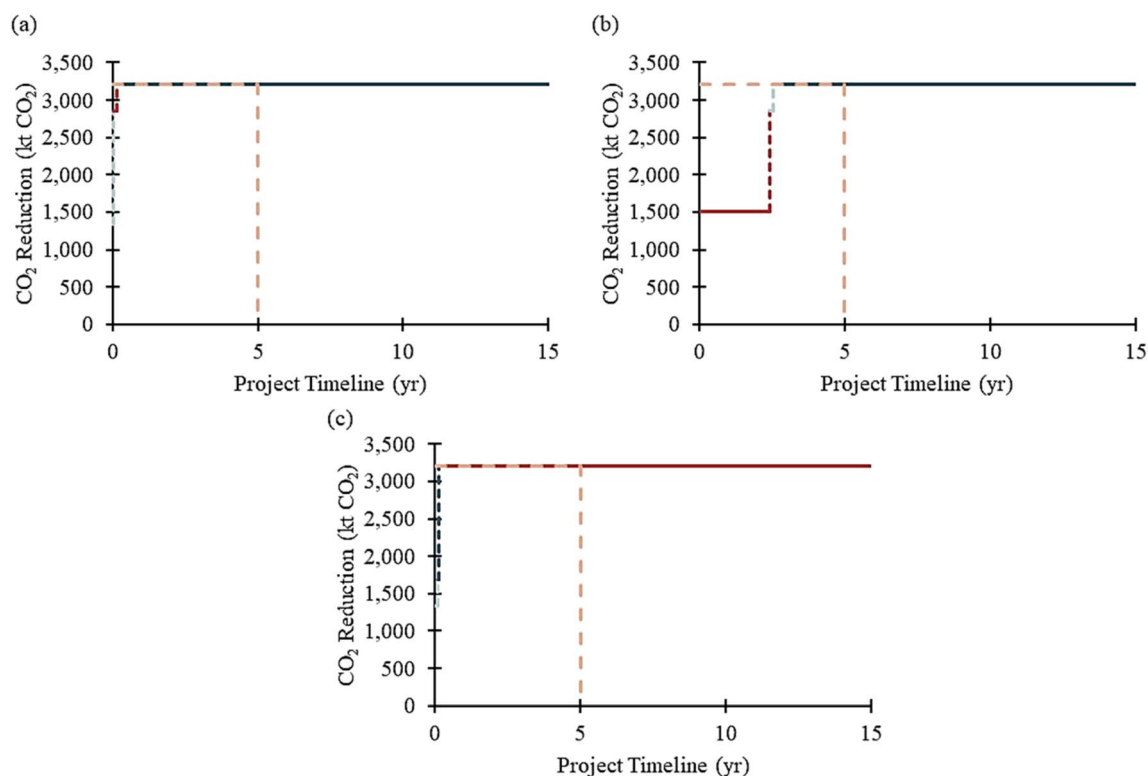 (a)
3,500
3,000
2,500
2,000
1,500
1,000
500
0
CO₂ Reduction (kt CO₂)
0 5 10 15
Project Timeline (yr)
(b)
3,500
3,000
2,500
2,000
1,500
1,000
500
0
CO₂ Reduction (kt CO₂)
0 5 10 15
Project Timeline (yr)
(c)
3,500
3,000
2,500
2,000
1,500
1,000
500
0
CO₂ Reduction (kt CO₂)
0 5 10 15
Project Timeline (yr)